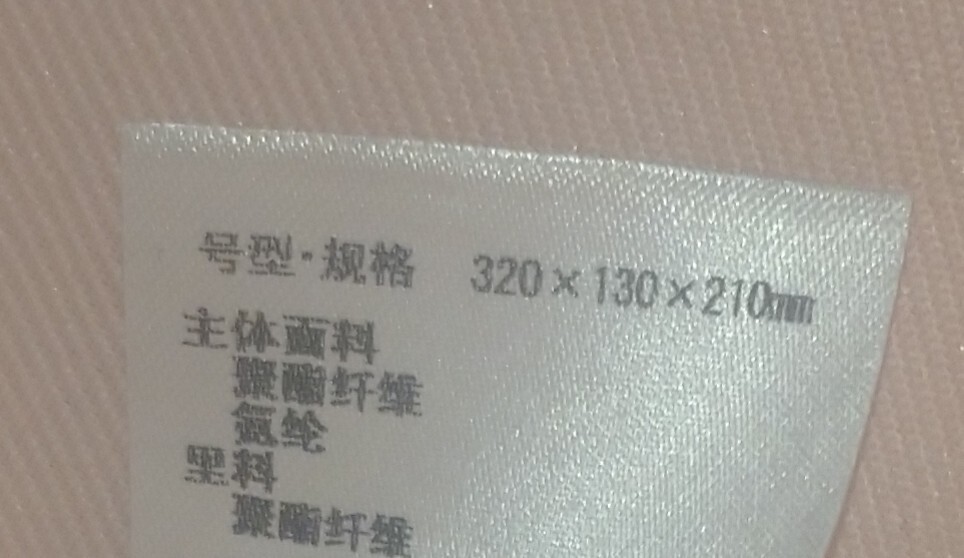 号型·规格 320×130×210mm
主体面料
聚酯纤维
氨纶
里料
聚酯纤维